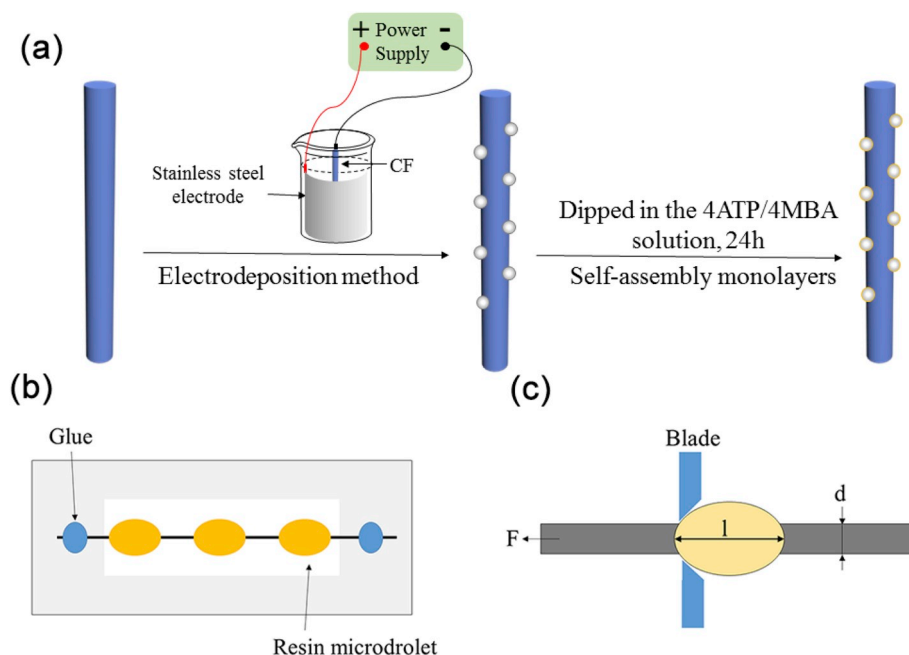 (a)
+ Power -
Supply
Stainless steel
electrode
CF
Electrodeposition method
Dipped in the 4ATP/4MBA
solution, 24h
Self-assembly monolayers
(b)
Glue
Resin microdrolet
(c)
Blade
d
F
l